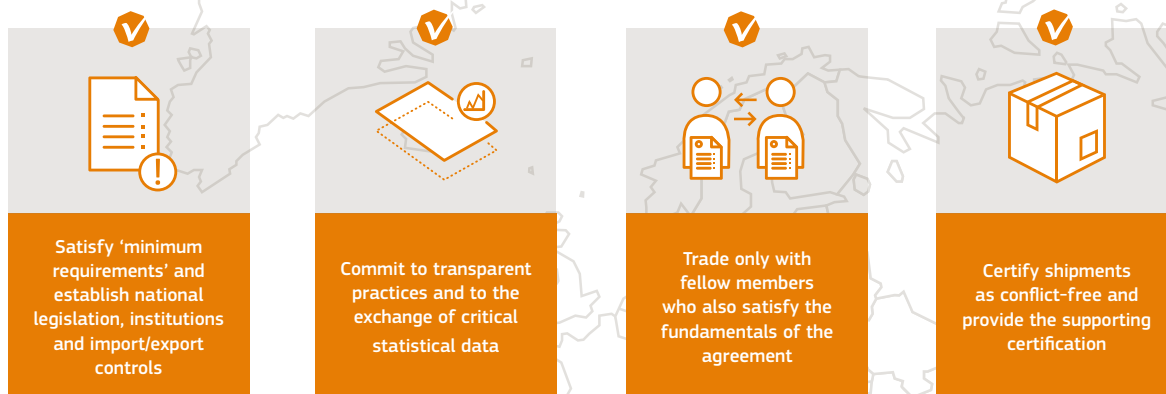 Satisfy ‘minimum
requirements’ and
establish national
legislation, institutions
and import/export
controls
Commit to transparent
practices and to the
exchange of critical
statistical data
Trade only with
fellow members
who also satisfy the
fundamentals of the
agreement
Certify shipments
as conflict-free and
provide the supporting
certification